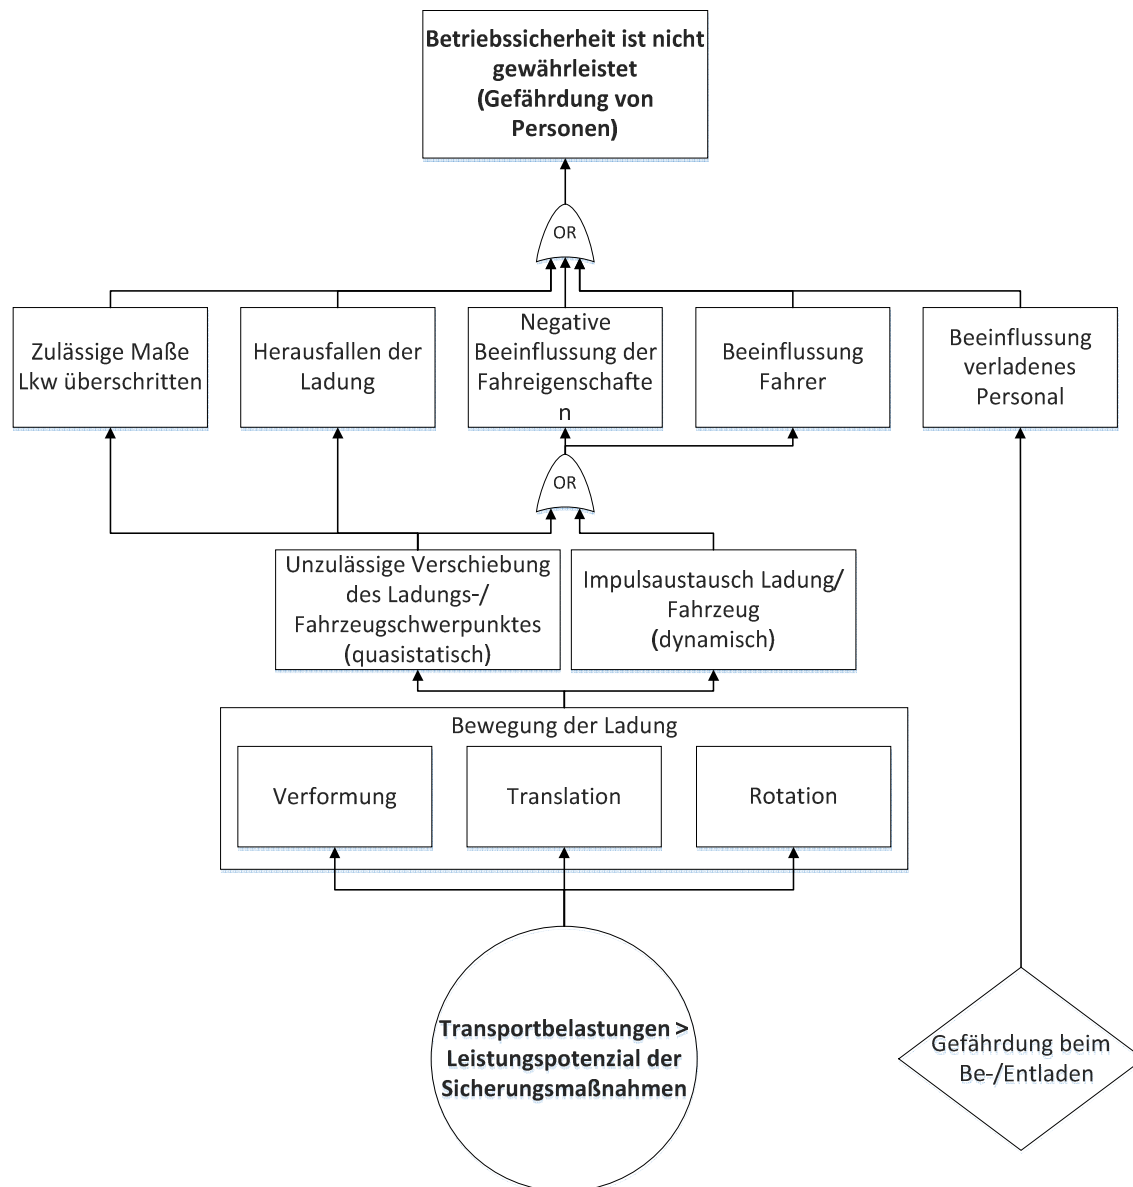 Betriebssicherheit ist nicht
gewährleistet
(Gefährdung von
Personen)
OR
Zulässige Maße
Lkw überschritten
Herausfallen der
Ladung
Negative
Beeinflussung der
Fahreigenschafte
n
Beeinflussung
Fahrer
Beeinflussung
verladenes
Personal
OR
Unzulässige Verschiebung
des Ladungs-/
Fahrzeugschwerpunktes
(quasistatisch)
Impulsaustausch Ladung/
Fahrzeug
(dynamisch)
Bewegung der Ladung
Verformung
Translation
Rotation
Transportbelastungen >
Leistungspotenzial der
Sicherungsmaßnahmen
Gefährdung beim
Be-/Entladen